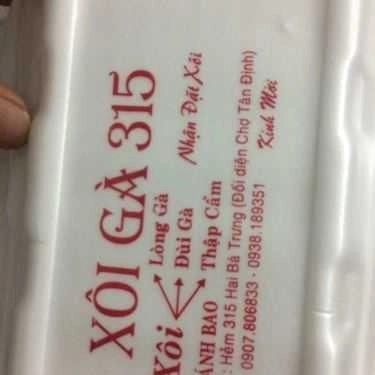 XÔI GÀ 315
Xôi
Lòng Gà
Đùi Gà
Thập Cẩm
Nhận Đặt Xôi
ÁNH BAO
: Hẻm 315 Hai Bà Trưng (Đối diện Chợ Tân Định)
0907.806833 - 0938.189351
Kính Mời